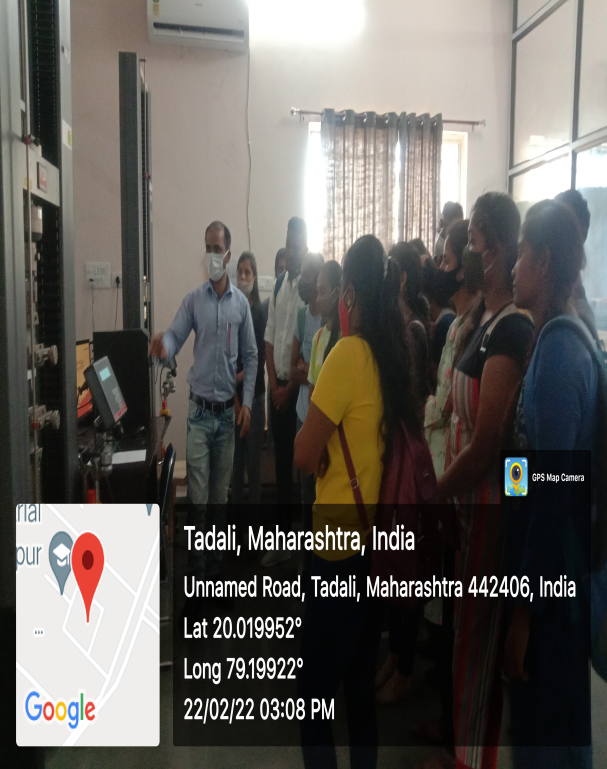 GPS Map Camera
rial
pur
Google
Tadali, Maharashtra, India
Unnamed Road, Tadali, Maharashtra 442406, India
Lat 20.019952°
Long 79.19922°
22/02/22 03:08 PM